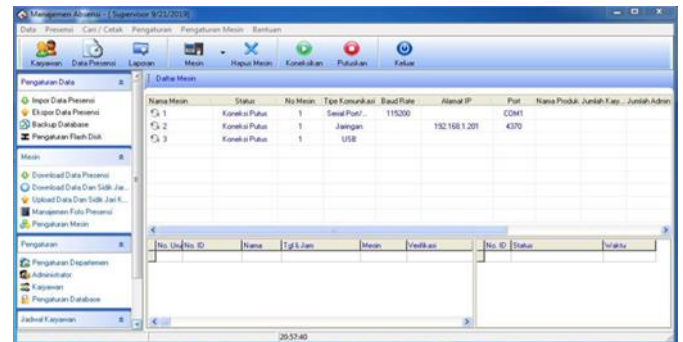 Manajemen Absensi - [ Supervisor 9/21/2019]
Data Presensi Cari / Cetak Pengaturan Pengaturan Mesin Bantuan
Karyawan Data Presensi Laporan Mesin Hapus Mesin Koneksikan Putuskan Keluar
Pengaturan Data
Impor Data Presensi
Ekspor Data Presensi
Backup Database
Pengaturan Flash Disk
Mesin
Download Data Presensi
Download Data Dan Sidik Jar...
Upload Data Dan Sidik Jari K...
Manajemen Foto Presensi
Pengaturan Mesin
Pengaturan
Pengaturan Departemen
Administrator
Karyawan
Pengaturan Database
Jadwal Karyawan
Daftar Mesin
Nama Mesin Status No Mesin Tipe Komunikasi Baud Rate Alamat IP Port Nama Produk Jumlah Kary... Jumlah Admin
1 Koneksi Putus 1 Serial Port/... 115200 COM1
2 Koneksi Putus 1 Jaringan 192.168.1.201 4370
3 Koneksi Putus 1 USB
No. Uru No. ID Nama Tgl & Jam Mesin Verifikasi
No. ID Status Waktu
20:57:40